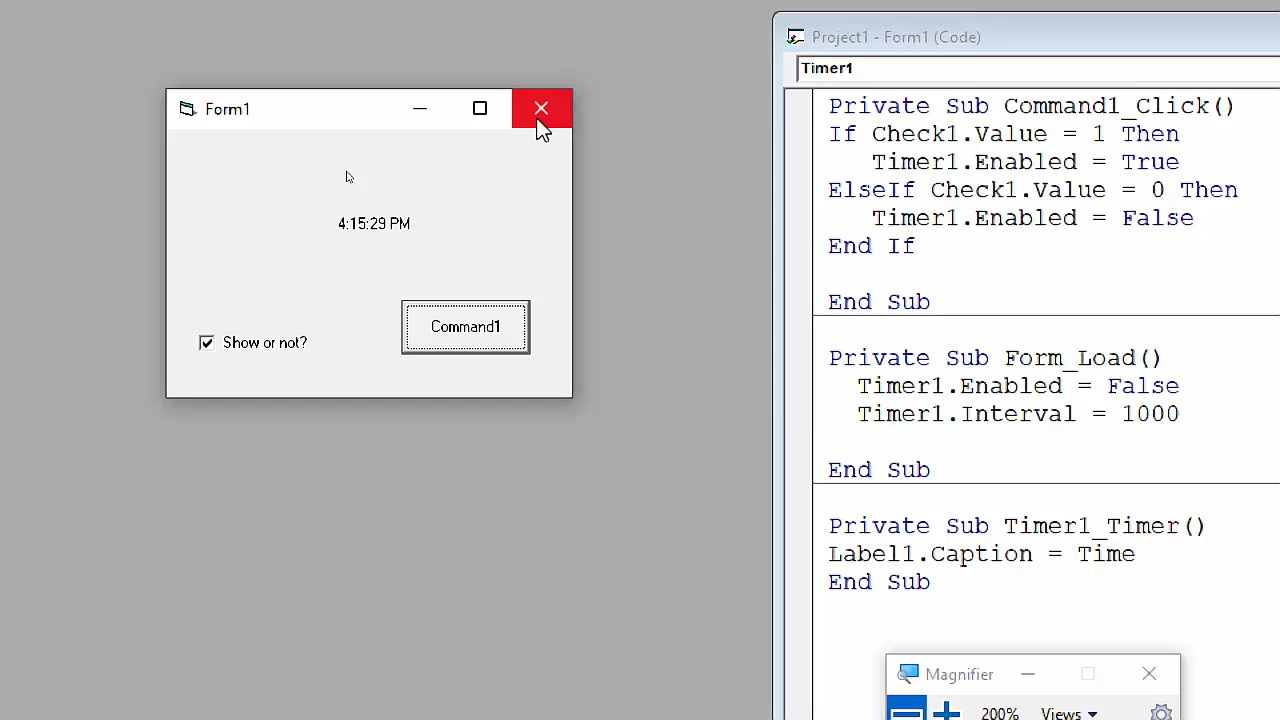 Form1
4:15:29 PM
Show or not?
Command1
Project1 - Form1 (Code)
Timer1
Private Sub Command1_Click()
If Check1.Value = 1 Then
Timer1.Enabled = True
ElseIf Check1.Value = 0 Then
Timer1.Enabled = False
End If
End Sub
Private Sub Form_Load()
Timer1.Enabled = False
Timer1.Interval = 1000
End Sub
Private Sub Timer1_Timer()
Label1.Caption = Time
End Sub
Magnifier
200% Views